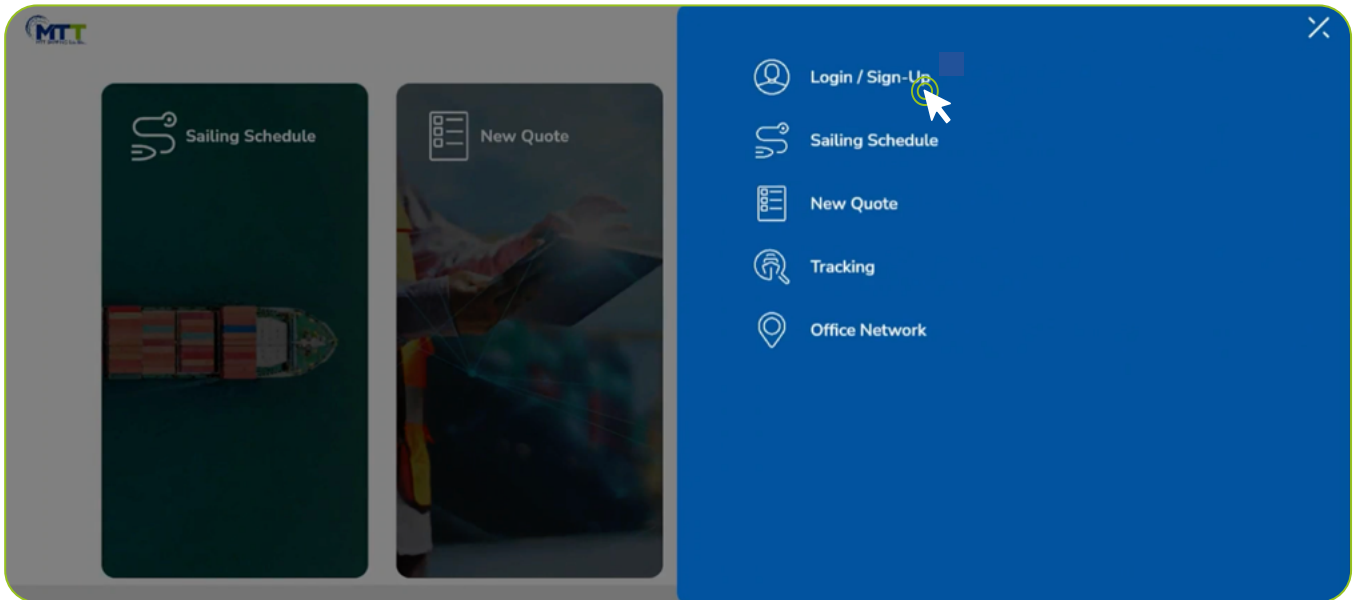 MTT
Sailing Schedule
New Quote
Login / Sign-Up
Sailing Schedule
New Quote
Tracking
Office Network